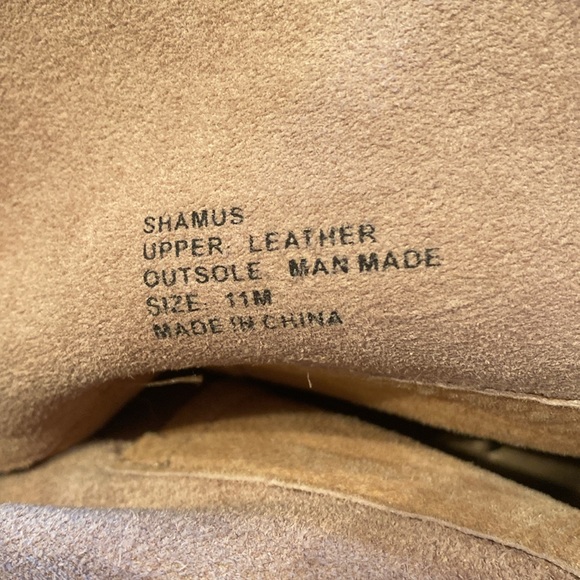 SHAMUS
UPPER: LEATHER
OUTSOLE MAN MADE
SIZE 11M
MADE IN CHINA